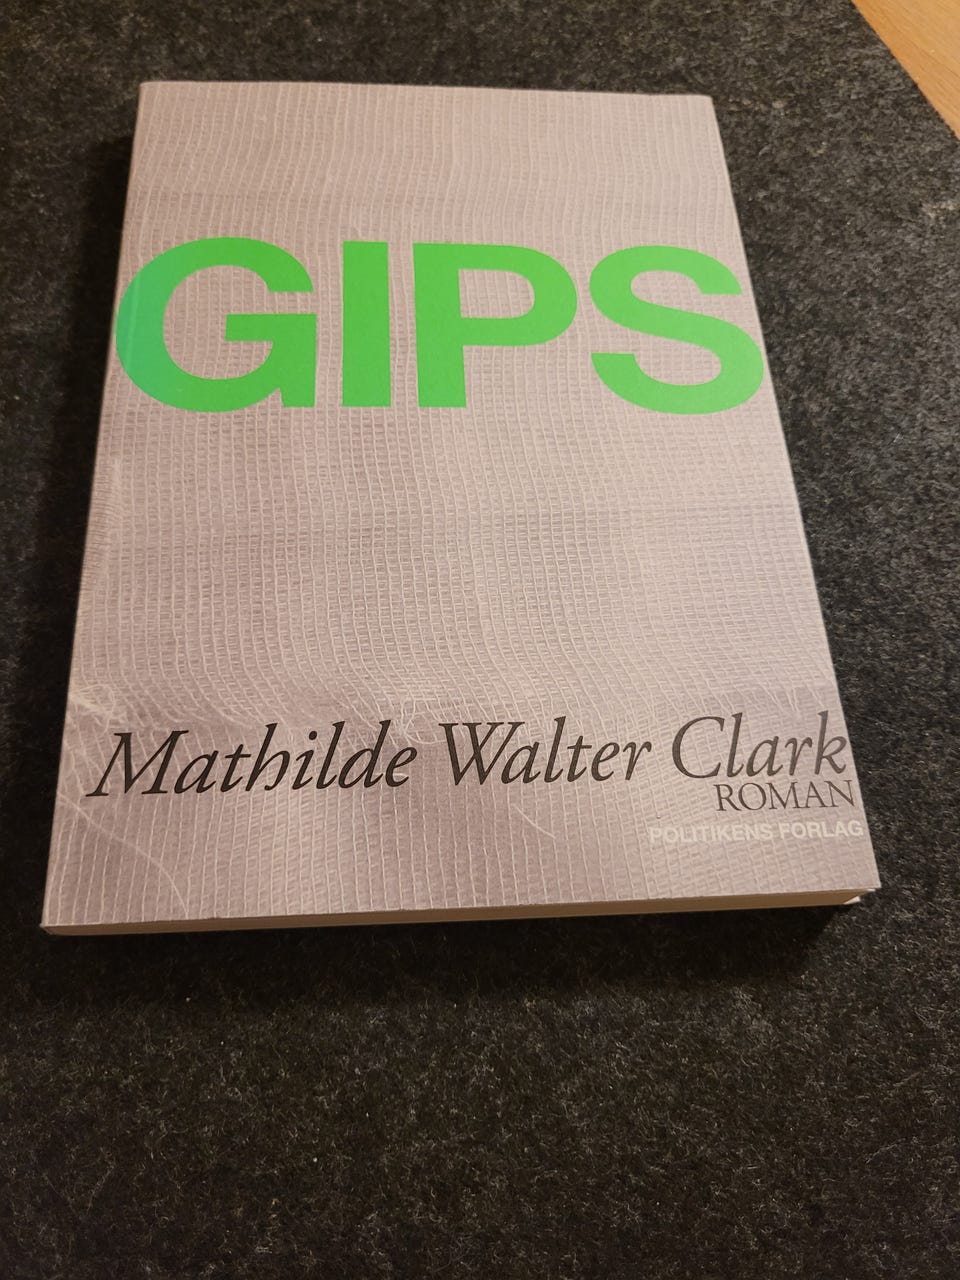 GIPS
Mathilde Walter Clark
ROMAN
POLITIKENS FORLAG